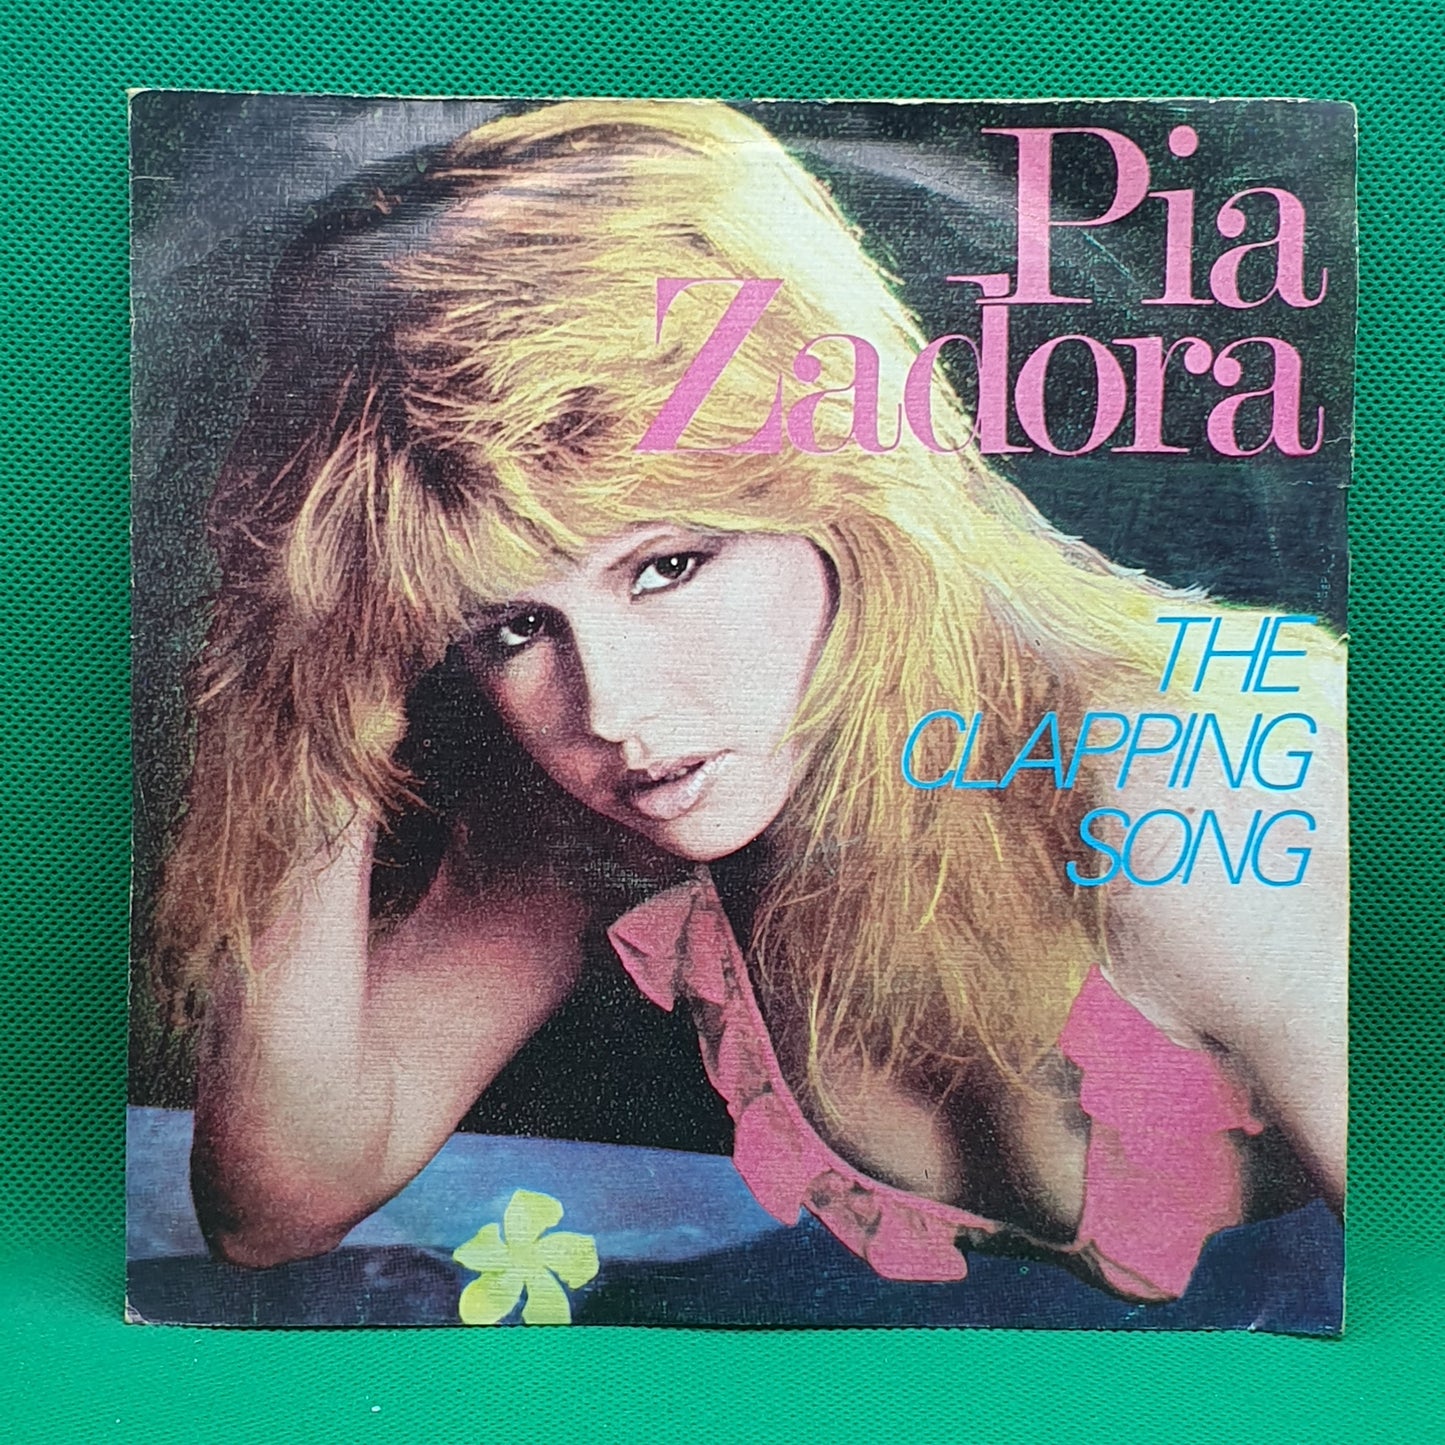 Pia
Zadora
THE
CLAPPING
SONG